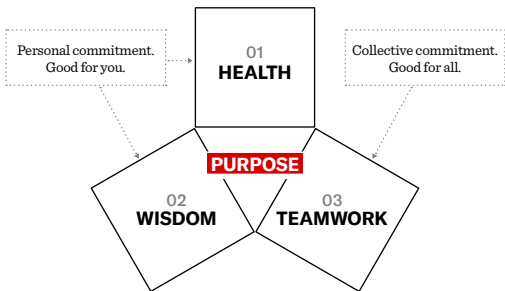 01
HEALTH
Personal commitment.
Good for you.
Collective commitment.
Good for all.
PURPOSE
02
WISDOM
03
TEAMWORK